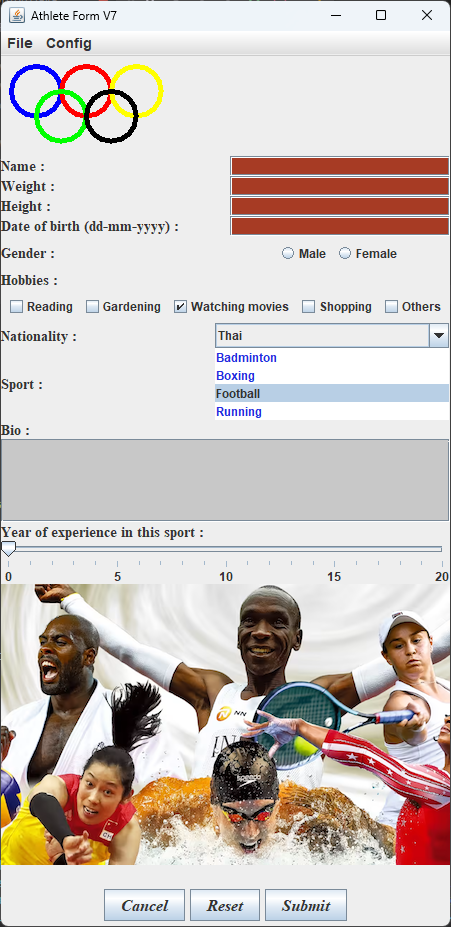 Athlete Form V7
File Config
Name :
Weight :
Height :
Date of birth (dd-mm-yyyy) :
Gender : Male Female
Hobbies :
Reading Gardening Watching movies Shopping Others
Nationality : Thai
Badminton
Boxing
Sport :
Football
Running
Bio :
Year of experience in this sport :
0 5 10 15 20
NN
speedo
Cancel Reset Submit